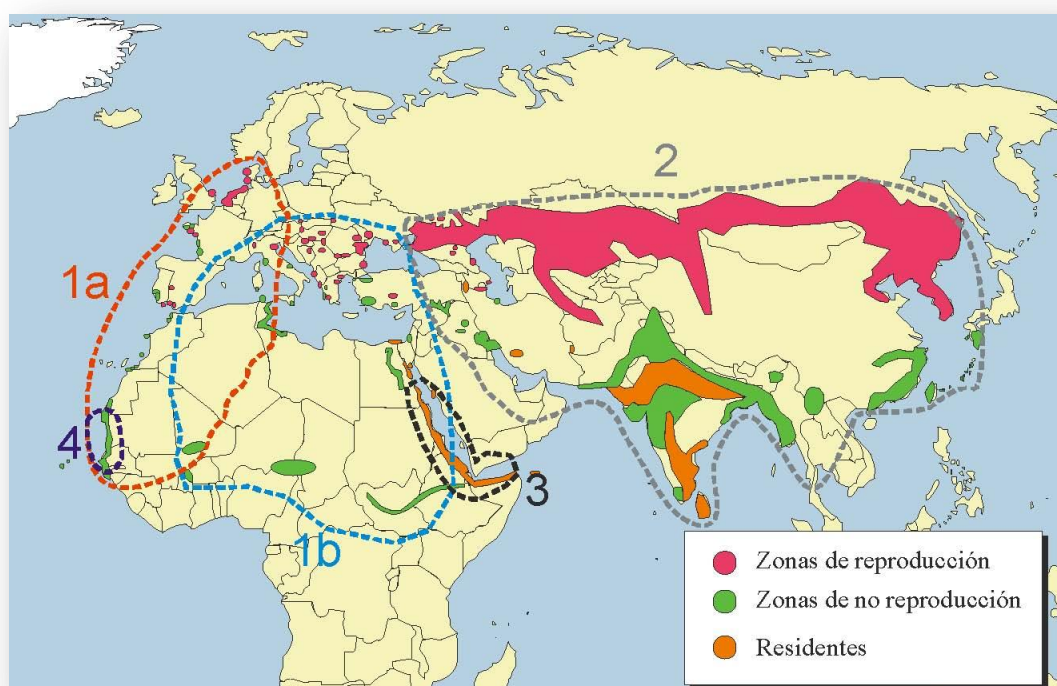 2
1a
4
3
1b
Zonas de reproducción
Zonas de no reproducción
Residentes